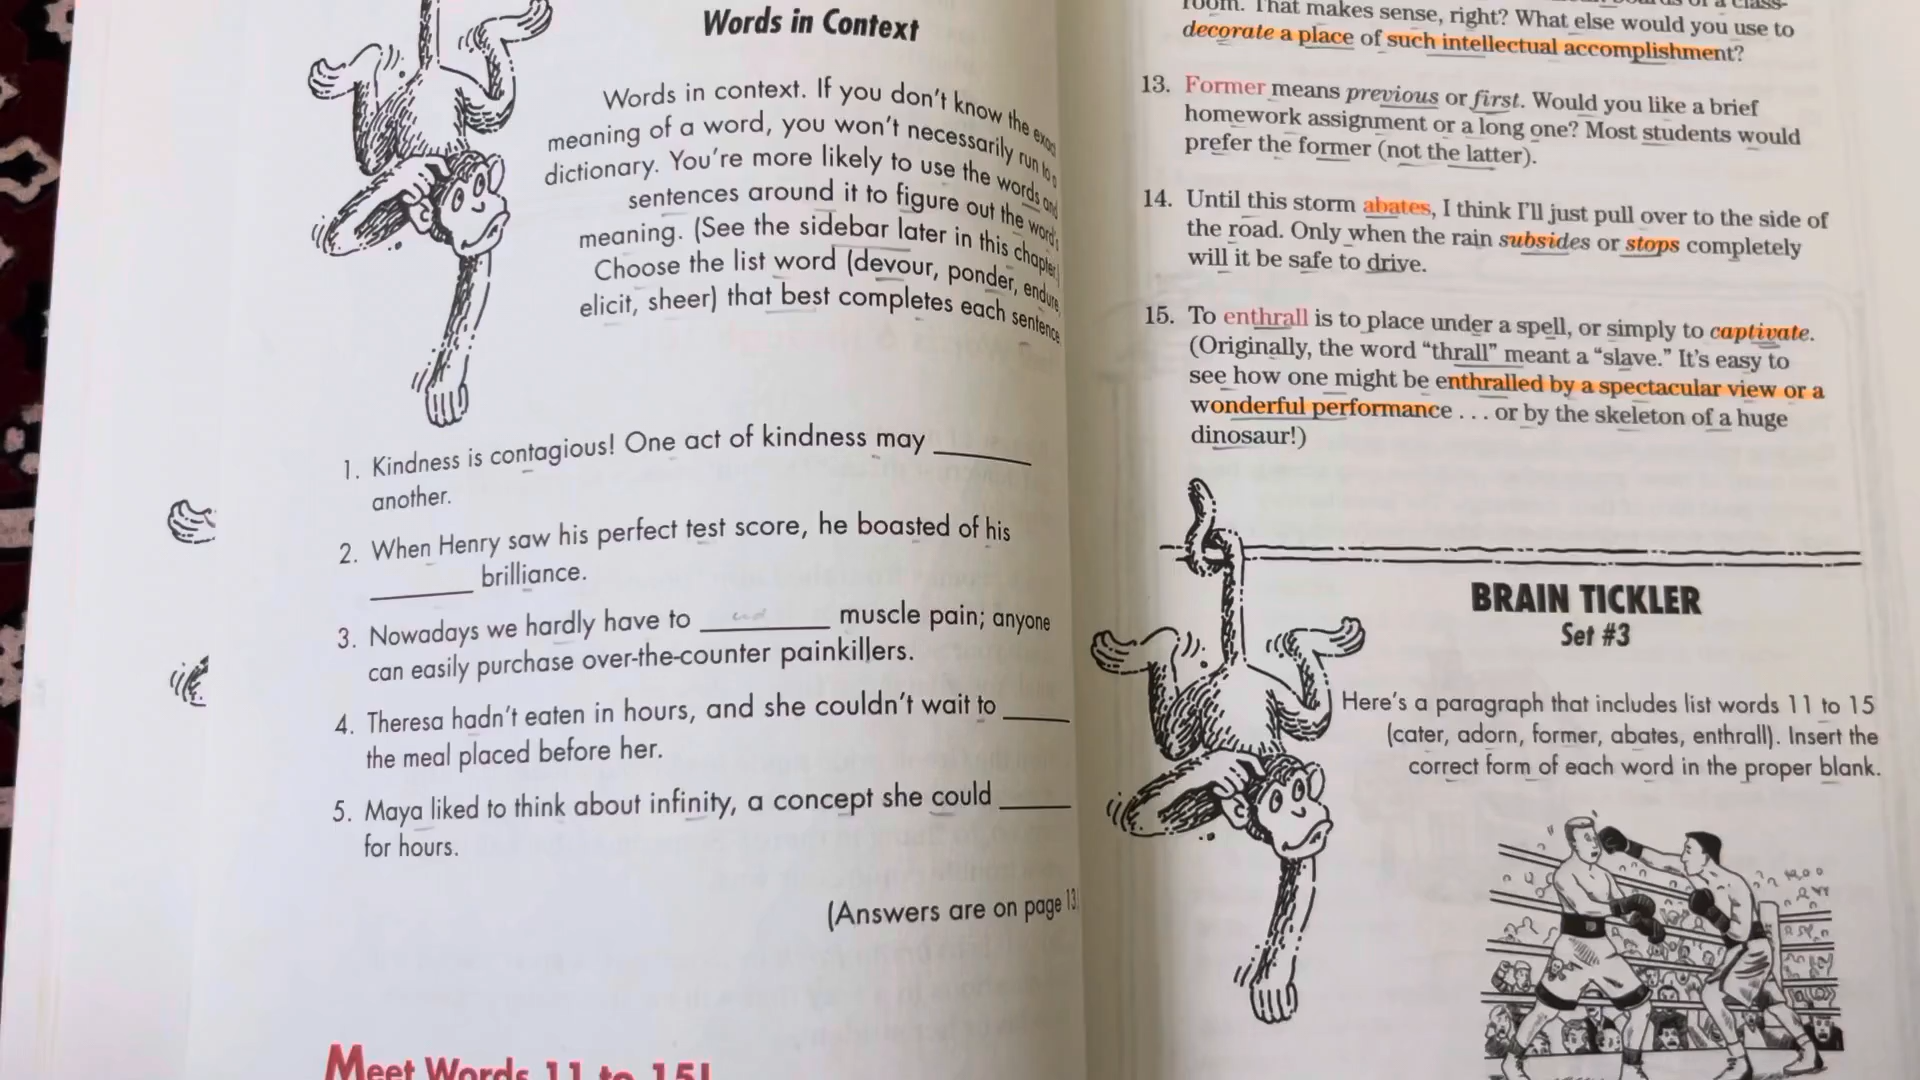 Words in Context
Words in context. If you don't know the exact
meaning of a word, you won't necessarily run to a
dictionary. You're more likely to use the words and
sentences around it to figure out the word's
meaning. (See the sidebar later in this chapter.)
Choose the list word (devour, ponder, endure,
elicit, sheer) that best completes each sentence
1. Kindness is contagious! One act of kindness may ______
another.
2. When Henry saw his perfect test score, he boasted of his
______ brilliance.
3. Nowadays we hardly have to ______ muscle pain; anyone
can easily purchase over-the-counter painkillers.
4. Theresa hadn't eaten in hours, and she couldn't wait to ____
the meal placed before her.
5. Maya liked to think about infinity, a concept she could ____
for hours.
(Answers are on page 13
Meet Words 11 to 15!
room. That makes sense, right? What else would you use to
decorate a place of such intellectual accomplishment?
13. Former means previous or first. Would you like a brief
homework assignment or a long one? Most students would
prefer the former (not the latter).
14. Until this storm abates, I think I'll just pull over to the side of
the road. Only when the rain subsides or stops completely
will it be safe to drive.
15. To enthrall is to place under a spell, or simply to captivate.
(Originally, the word “thrall” meant a “slave.” It's easy to
see how one might be enthralled by a spectacular view or a
wonderful performance . . . or by the skeleton of a huge
dinosaur!)
BRAIN TICKLER
Set #3
Here's a paragraph that includes list words 11 to 15
(cater, adorn, former, abates, enthrall). Insert the
correct form of each word in the proper blank.